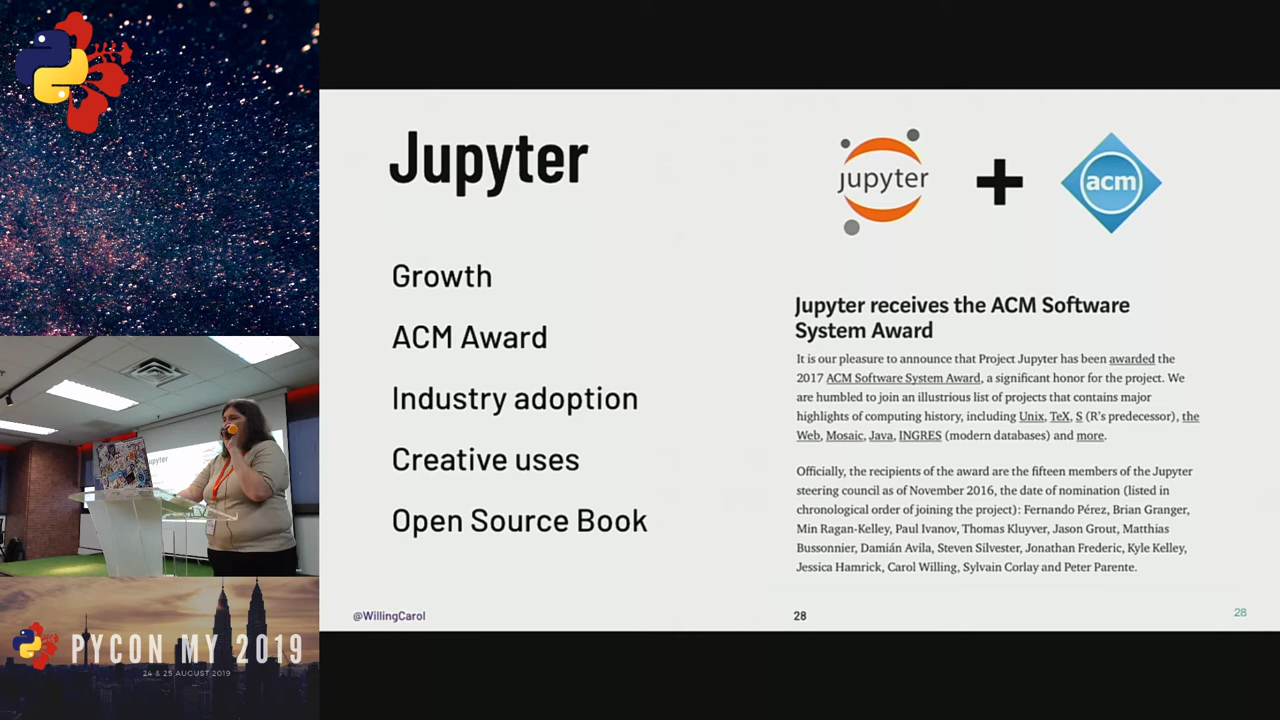 Jupyter
Growth
ACM Award
Industry adoption
Creative uses
Open Source Book
@WillingCarol
jupyter
+
acm
Jupyter receives the ACM Software
System Award
It is our pleasure to announce that Project Jupyter has been awarded the
2017 ACM Software System Award, a significant honor for the project. We
are humbled to join an illustrious list of projects that contains major
highlights of computing history, including Unix, TeX, S (R's predecessor), the
Web, Mosaic, Java, INGRES (modern databases) and more.
Officially, the recipients of the award are the fifteen members of the Jupyter
steering council as of November 2016, the date of nomination (listed in
chronological order of joining the project): Fernando Pérez, Brian Granger,
Min Ragan-Kelley, Paul Ivanov, Thomas Kluyver, Jason Grout, Matthias
Bussonnier, Damián Avila, Steven Silvester, Jonathan Frederic, Kyle Kelley,
Jessica Hamrick, Carol Willing, Sylvain Corlay and Peter Parente.
28
28
PYCON MY 2019
24 & 25 AUGUST 2019